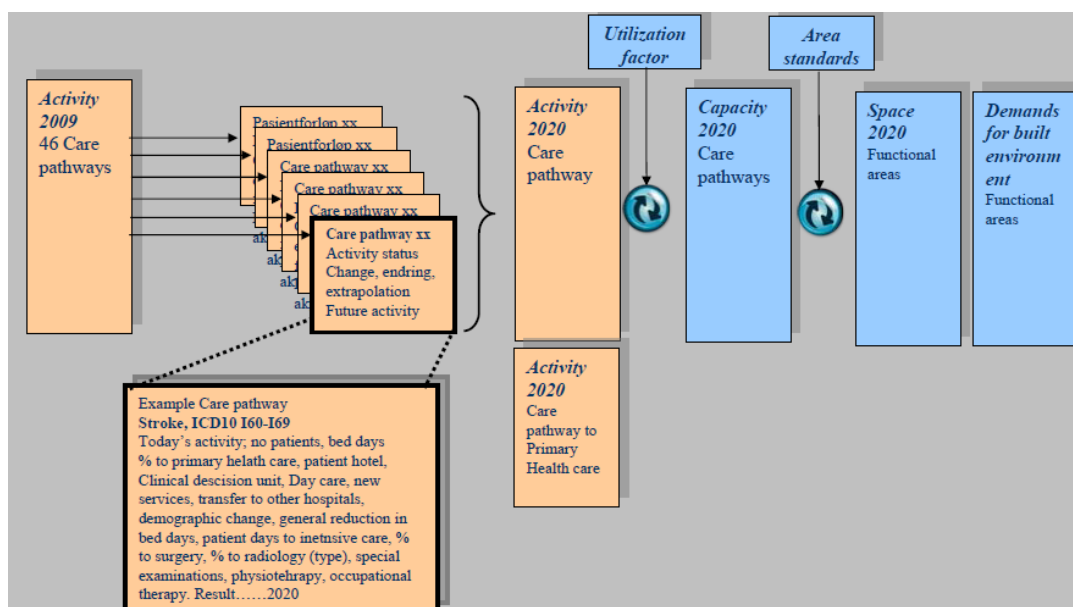 Utilization
factor
Area
standards
Activity
2009
46 Care
pathways
Pasientforløp xx
Pasientforløp xx
Care pathway xx
Care pathway xx
Care pathway xx
Care pathway xx
Activity status
Change, endring,
extrapolation
Future activity
Activity
2020
Care
pathway
Capacity
2020
Care
pathways
Space
2020
Functional
areas
Demands
for built
environm
ent
Functional
areas
Activity
2020
Care
pathway to
Primary
Health care
Example Care pathway
Stroke, ICD10 I60-I69
Today's activity; no patients, bed days
% to primary helath care, patient hotel,
Clinical descision unit, Day care, new
services, transfer to other hospitals,
demographic change, general reduction in
bed days, patient days to inetnsive care, %
to surgery, % to radiology (type), special
examinations, physiotehrapy, occupational
therapy. Result……2020